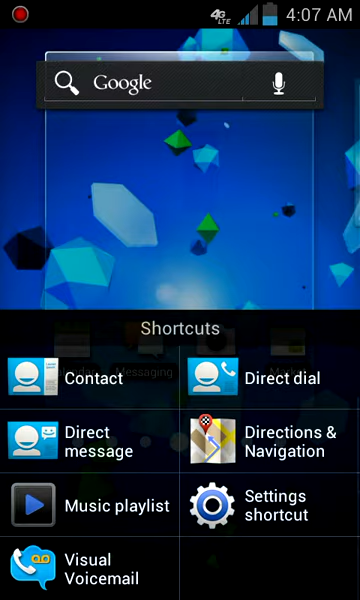 4G LTE 4:07 AM
Google
Shortcuts
Messaging
Contact
Direct dial
Direct
message
Directions &
Navigation
Music playlist
Settings
shortcut
Visual
Voicemail